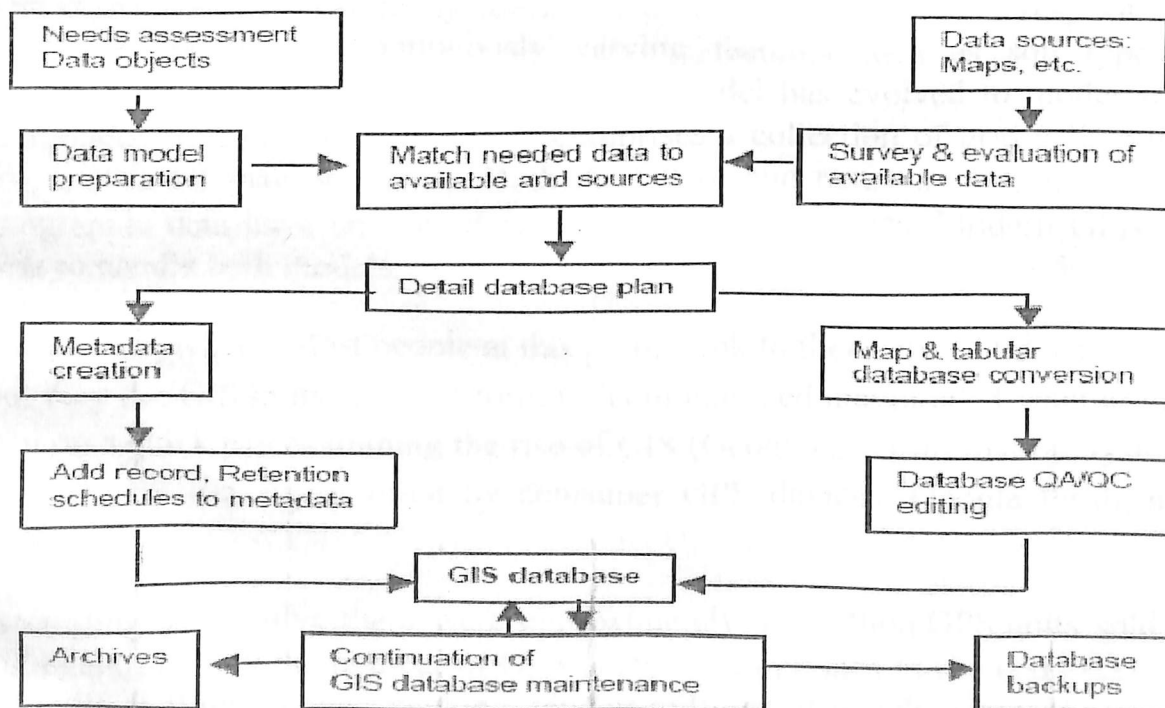 Needs assessment
Data objects
Data sources:
Maps, etc.
Data model
preparation
Match needed data to
available and sources
Survey & evaluation of
available data
Detail database plan
Metadata
creation
Map & tabular
database conversion
Add record, Retention
schedules to metadata
Database QA/QC
editing
GIS database
Archives
Continuation of
GIS database maintenance
Database
backups